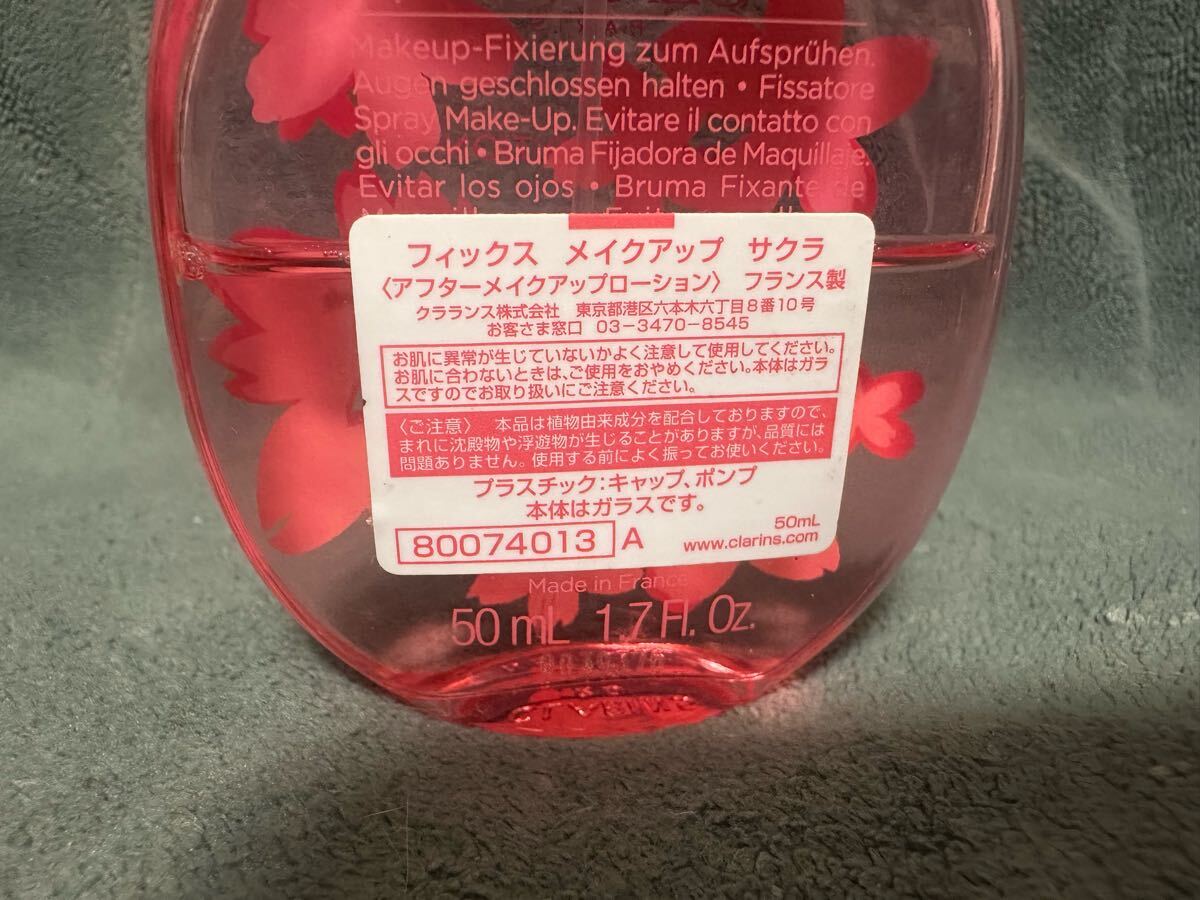 Makeup-Fixierung zum Aufsprühen.
Augen geschlossen halten • Fissatore
Spray Make-Up. Evitare il contatto con
gli occhi • Bruma Fijadora de Maquillaje.
Evitar los ojos • Bruma Fixante de
フィックス メイクアップ サクラ
〈アフターメイクアップローション〉 フランス製
クラランス株式会社 東京都港区六本木六丁目8番10号
お客さま窓口 03-3470-8545
お肌に異常が生じていないかよく注意して使用してください。
お肌に合わないときは、ご使用をおやめください。本体はガラ
スですのでお取り扱いにご注意ください。
〈ご注意〉 本品は植物由来成分を配合しておりますので、
まれに沈殿物や浮遊物が生じることがありますが、品質には
問題ありません。使用する前によく振ってお使いください。
プラスチック：キャップ、ポンプ
本体はガラスです。
80074013 A
50mL
www.clarins.com
Made in France
50 mL 1.7 Fl. Oz.